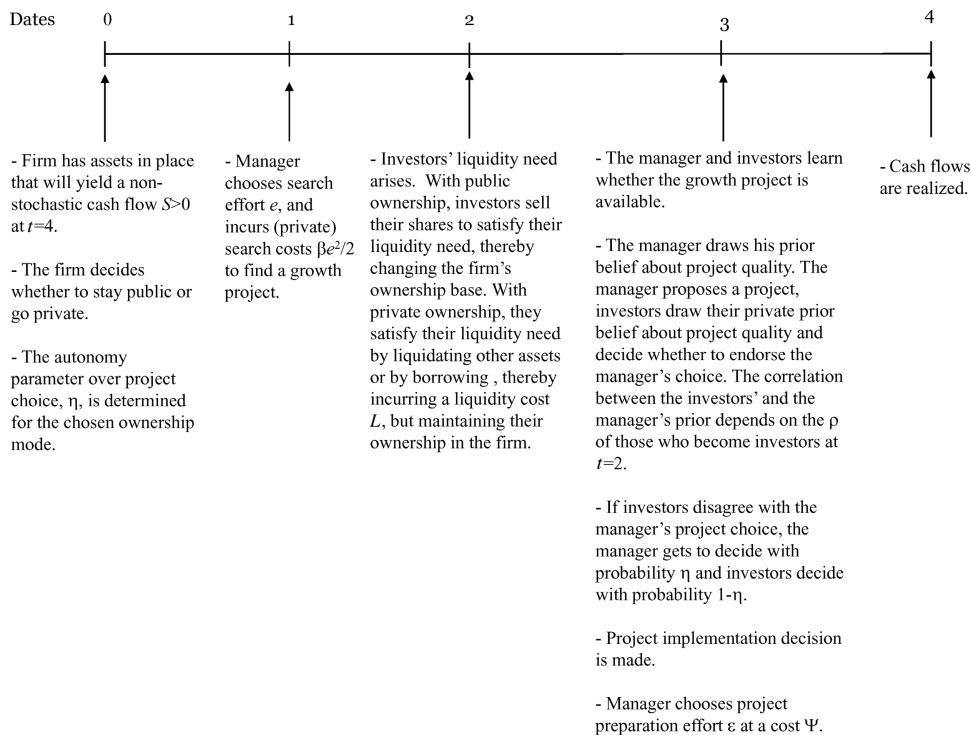 Dates 0 1 2 3 4
- Firm has assets in place
that will yield a non-
stochastic cash flow S>0
at t=4.
- The firm decides
whether to stay public or
go private.
- The autonomy
parameter over project
choice, η, is determined
for the chosen ownership
mode.
- Manager
chooses search
effort e, and
incurs (private)
search costs βe²/2
to find a growth
project.
- Investors’ liquidity need
arises. With public
ownership, investors sell
their shares to satisfy their
liquidity need, thereby
changing the firm’s
ownership base. With
private ownership, they
satisfy their liquidity need
by liquidating other assets
or by borrowing , thereby
incurring a liquidity cost
L, but maintaining their
ownership in the firm.
- The manager and investors learn
whether the growth project is
available.
- The manager draws his prior
belief about project quality. The
manager proposes a project,
investors draw their private prior
belief about project quality and
decide whether to endorse the
manager’s choice. The correlation
between the investors’ and the
manager’s prior depends on the ρ
of those who become investors at
t=2.
- If investors disagree with the
manager’s project choice, the
manager gets to decide with
probability η and investors decide
with probability 1-η.
- Project implementation decision
is made.
- Manager chooses project
preparation effort ε at a cost Ψ.
- Cash flows
are realized.